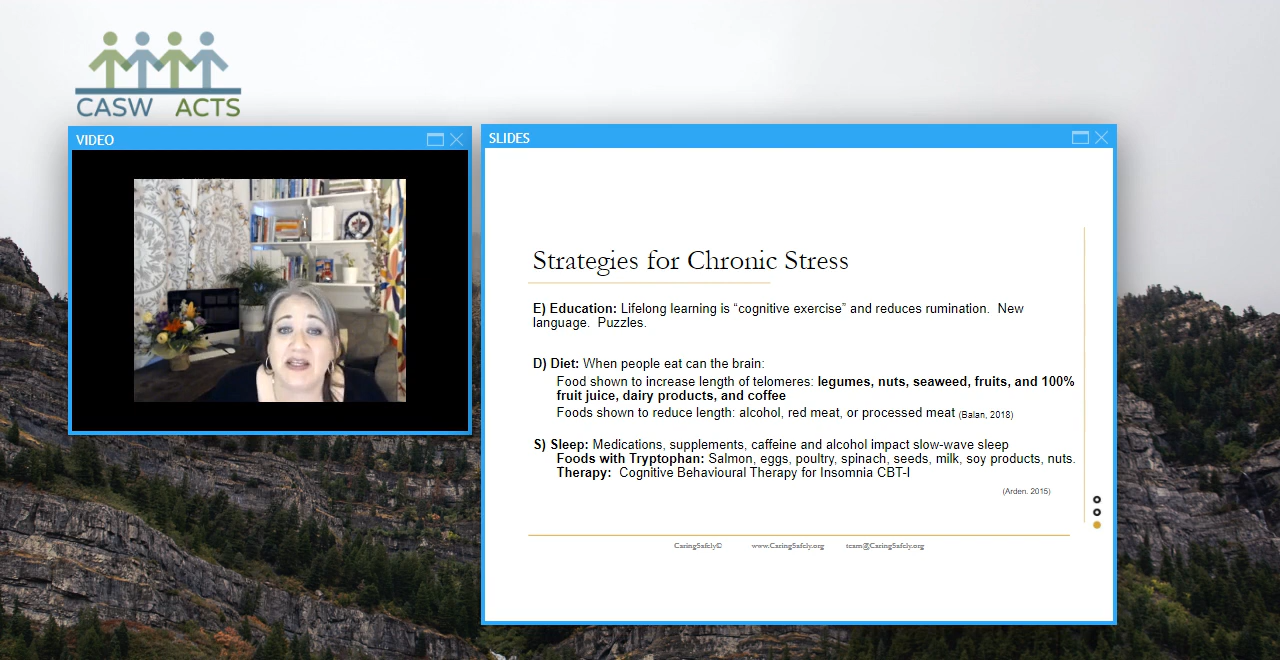 CASW ACTS
VIDEO
SLIDES
Strategies for Chronic Stress
E) Education: Lifelong learning is “cognitive exercise” and reduces rumination.  New
language.  Puzzles.
D) Diet: When people eat can the brain:
Food shown to increase length of telomeres: legumes, nuts, seaweed, fruits, and 100%
fruit juice, dairy products, and coffee
Foods shown to reduce length: alcohol, red meat, or processed meat (Balan, 2018)
S) Sleep: Medications, supplements, caffeine and alcohol impact slow-wave sleep
Foods with Tryptophan: Salmon, eggs, poultry, spinach, seeds, milk, soy products, nuts.
Therapy:  Cognitive Behavioural Therapy for Insomnia CBT-I
(Arden. 2015)
CaringSafely© www.CaringSafely.org team@CaringSafely.org